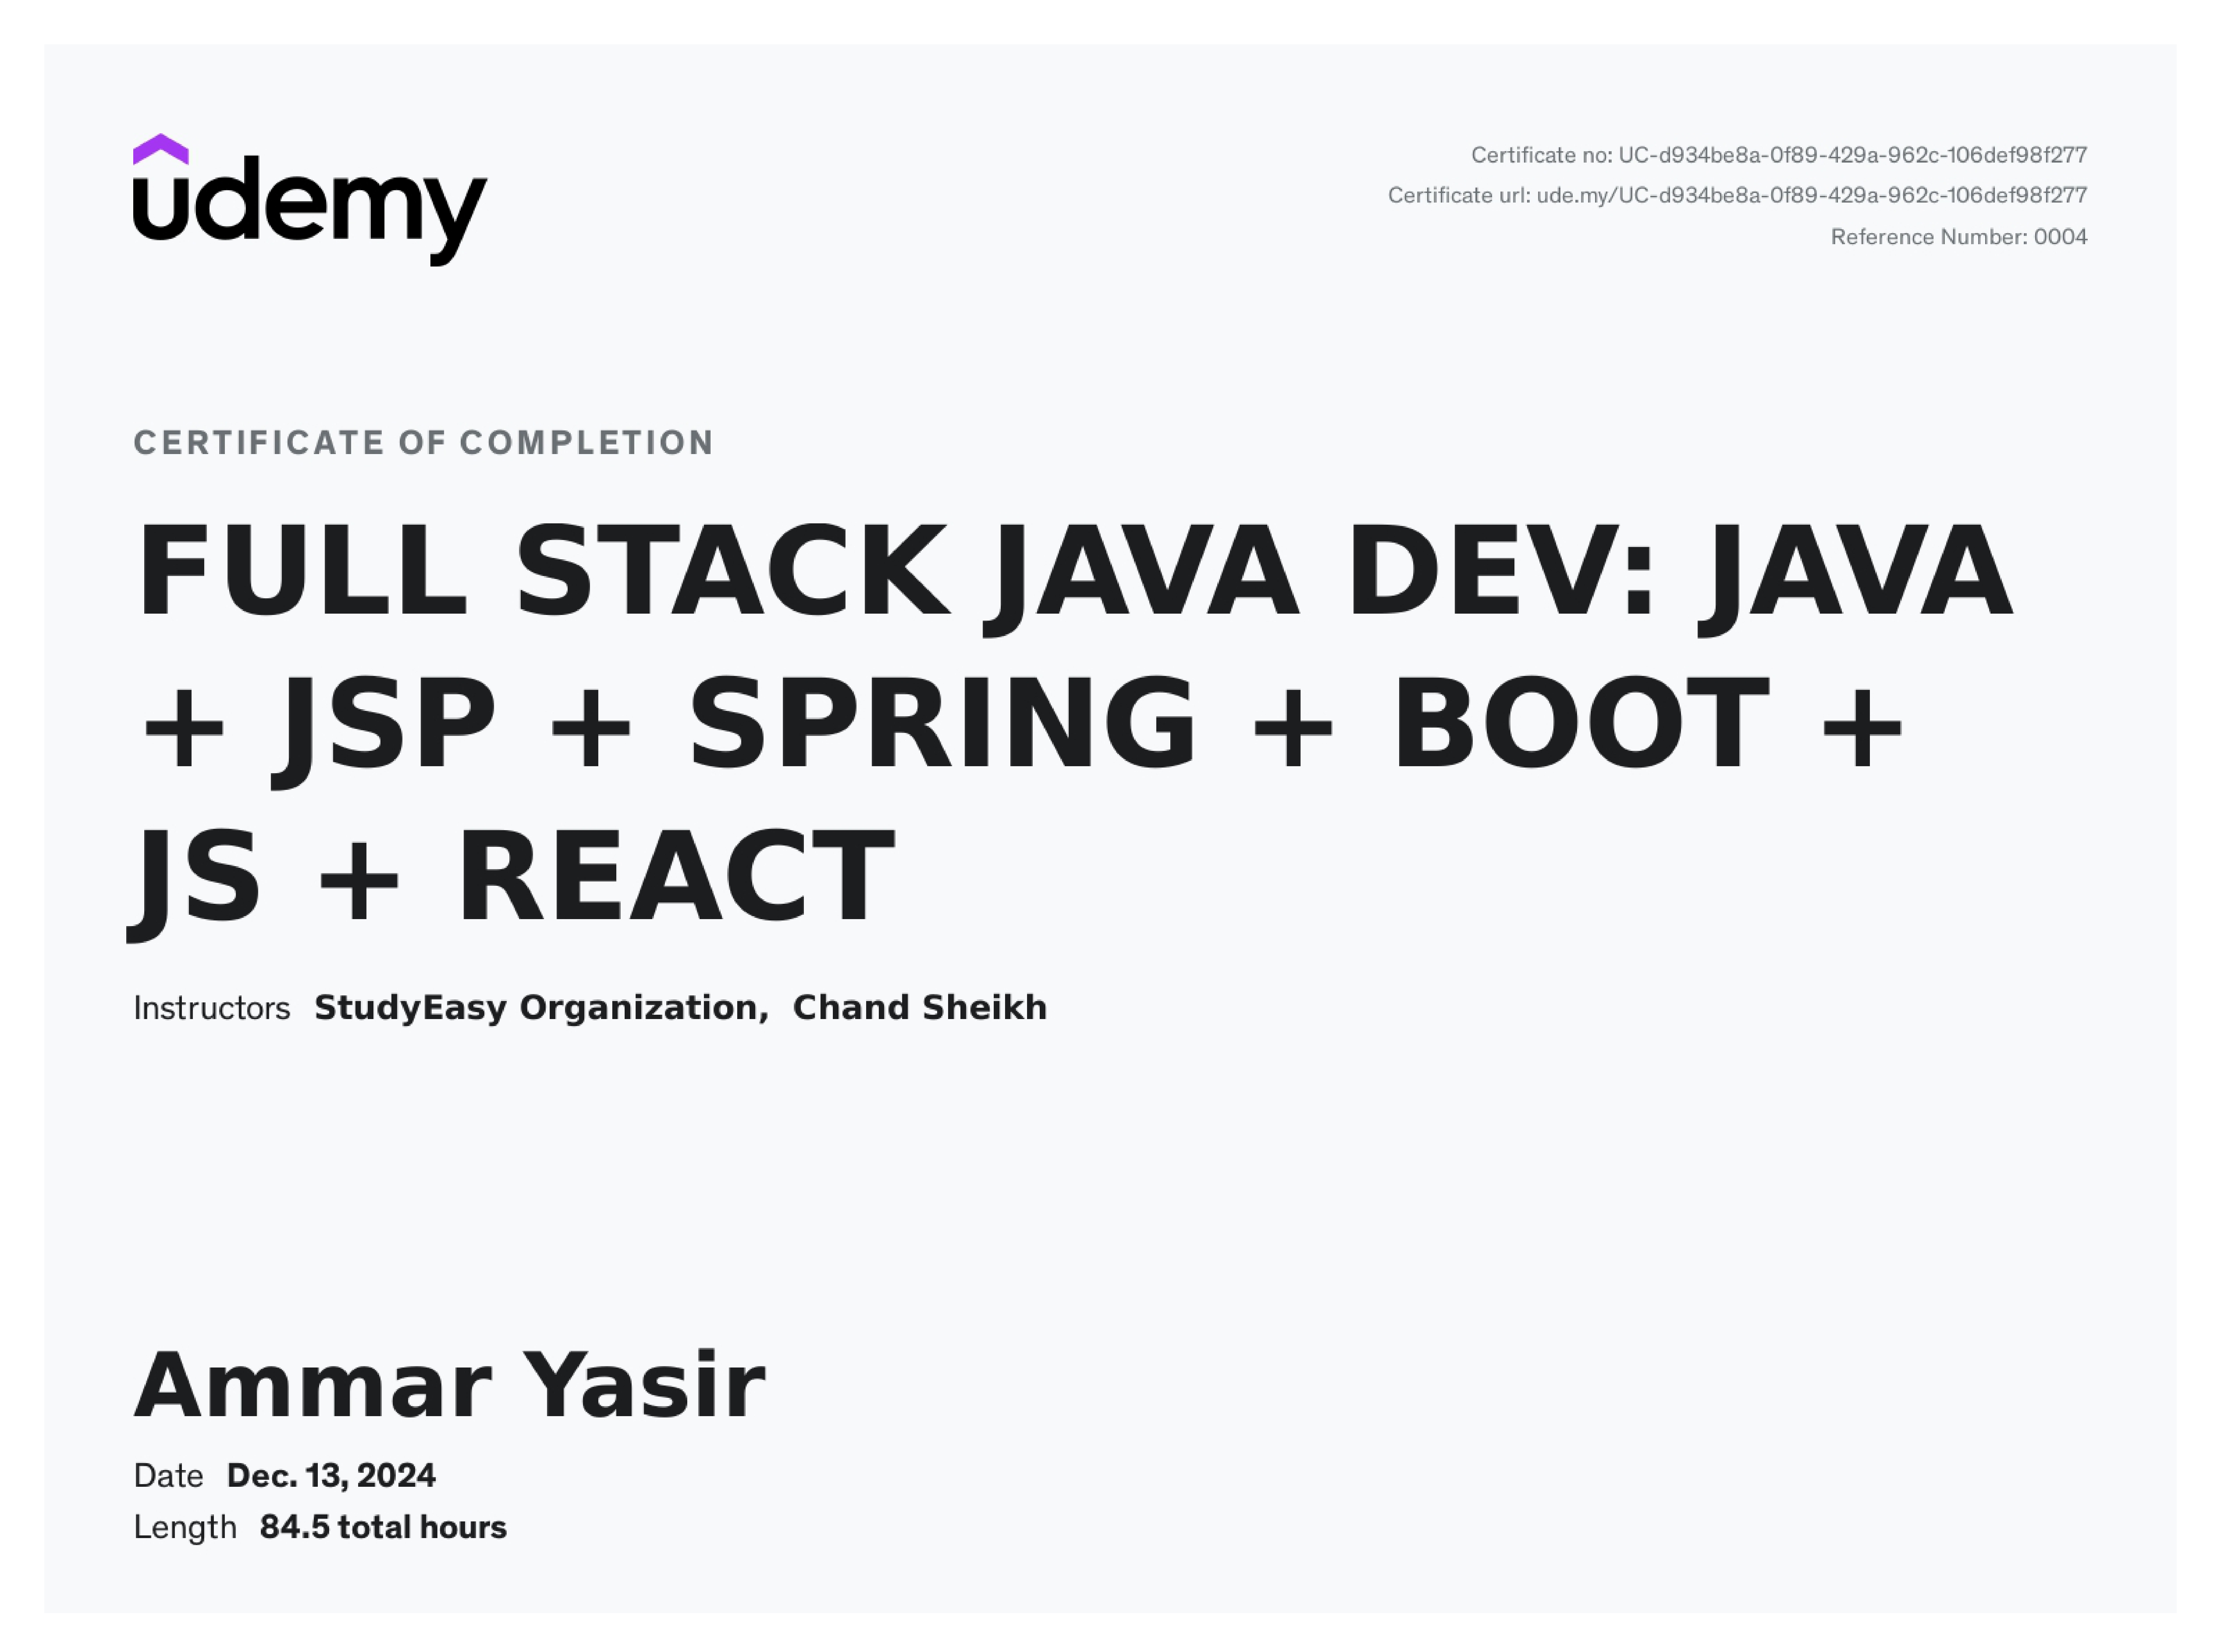 udemy
Certificate no: UC-d934be8a-0f89-429a-962c-106def98f277
Certificate url: ude.my/UC-d934be8a-0f89-429a-962c-106def98f277
Reference Number: 0004
CERTIFICATE OF COMPLETION
FULL STACK JAVA DEV: JAVA
+ JSP + SPRING + BOOT +
JS + REACT
Instructors StudyEasy Organization, Chand Sheikh
Ammar Yasir
Date Dec. 13, 2024
Length 84.5 total hours